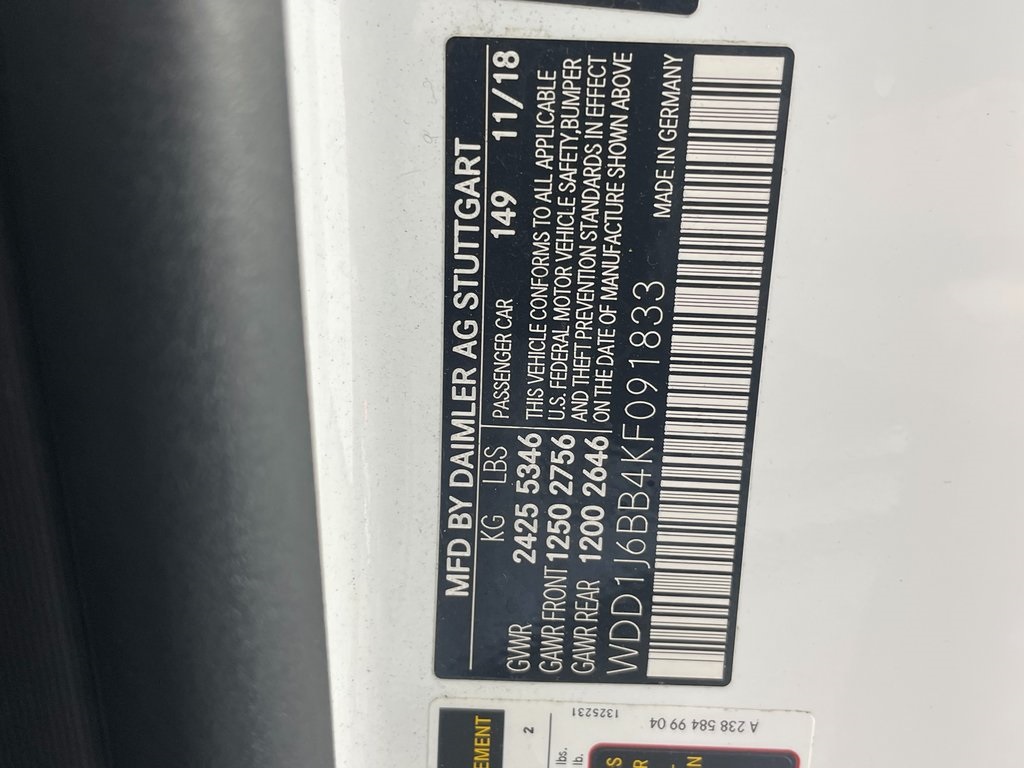 MFD BY DAIMLER AG STUTTGART
KG LBS PASSENGER CAR 149 11/18
GVWR 2425 5346 THIS VEHICLE CONFORMS TO ALL APPLICABLE
GAWR FRONT 1250 2756 U.S. FEDERAL MOTOR VEHICLE SAFETY,BUMPER
GAWR REAR 1200 2646 AND THEFT PREVENTION STANDARDS IN EFFECT
ON THE DATE OF MANUFACTURE SHOWN ABOVE
WDD1J6BB4KF091833 MADE IN GERMANY
EMENT
2
1325231
lbs.
lb.
A 238 584 99 04